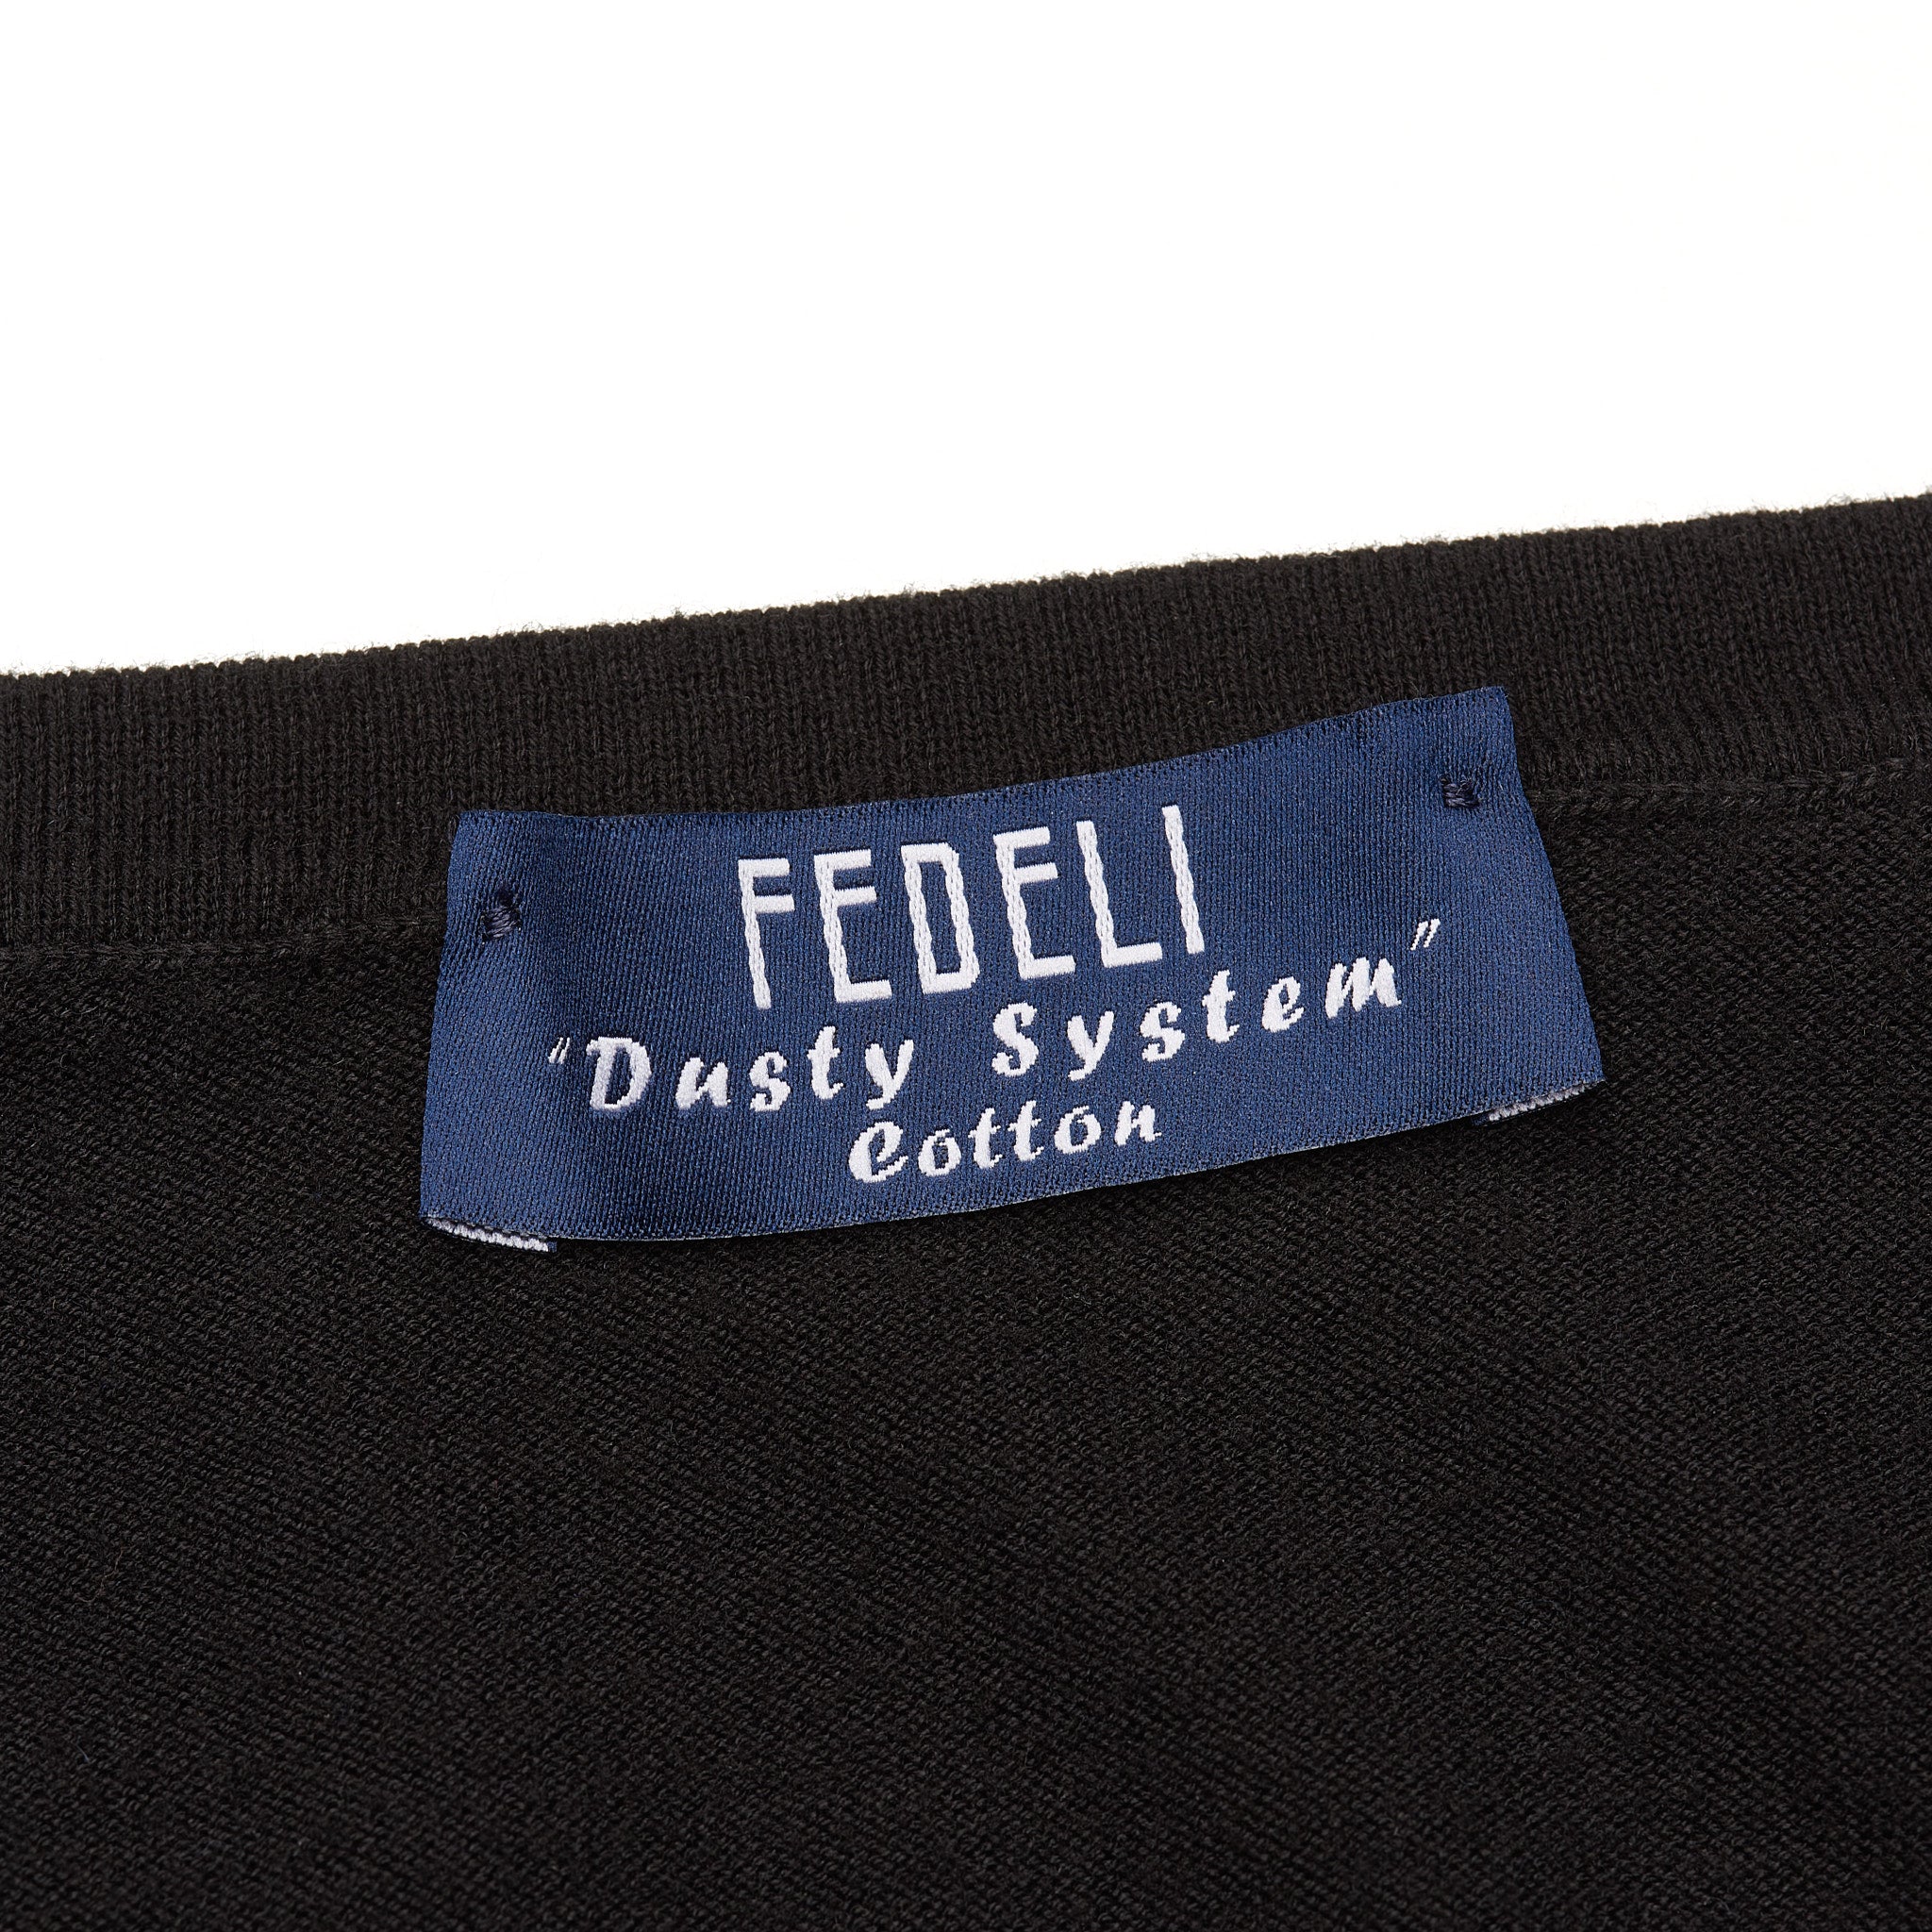 FEDELI
"Dusty System"
Cotton